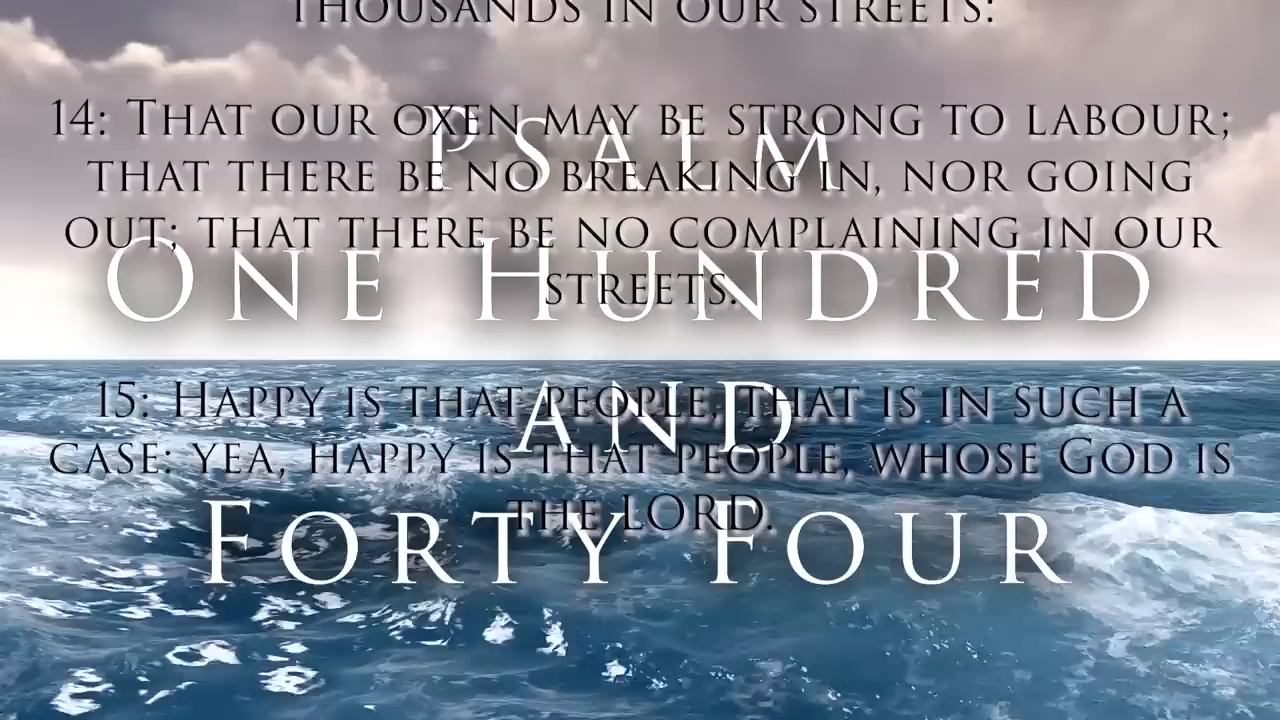 THOUSANDS IN OUR STREETS:
14: THAT OUR OXEN MAY BE STRONG TO LABOUR;
THAT THERE BE NO BREAKING IN, NOR GOING
OUT; THAT THERE BE NO COMPLAINING IN OUR
STREETS.
15: HAPPY IS THAT PEOPLE, THAT IS IN SUCH A
CASE: YEA, HAPPY IS THAT PEOPLE, WHOSE GOD IS
THE LORD.
PSALM
ONE HUNDRED
AND
FORTY FOUR